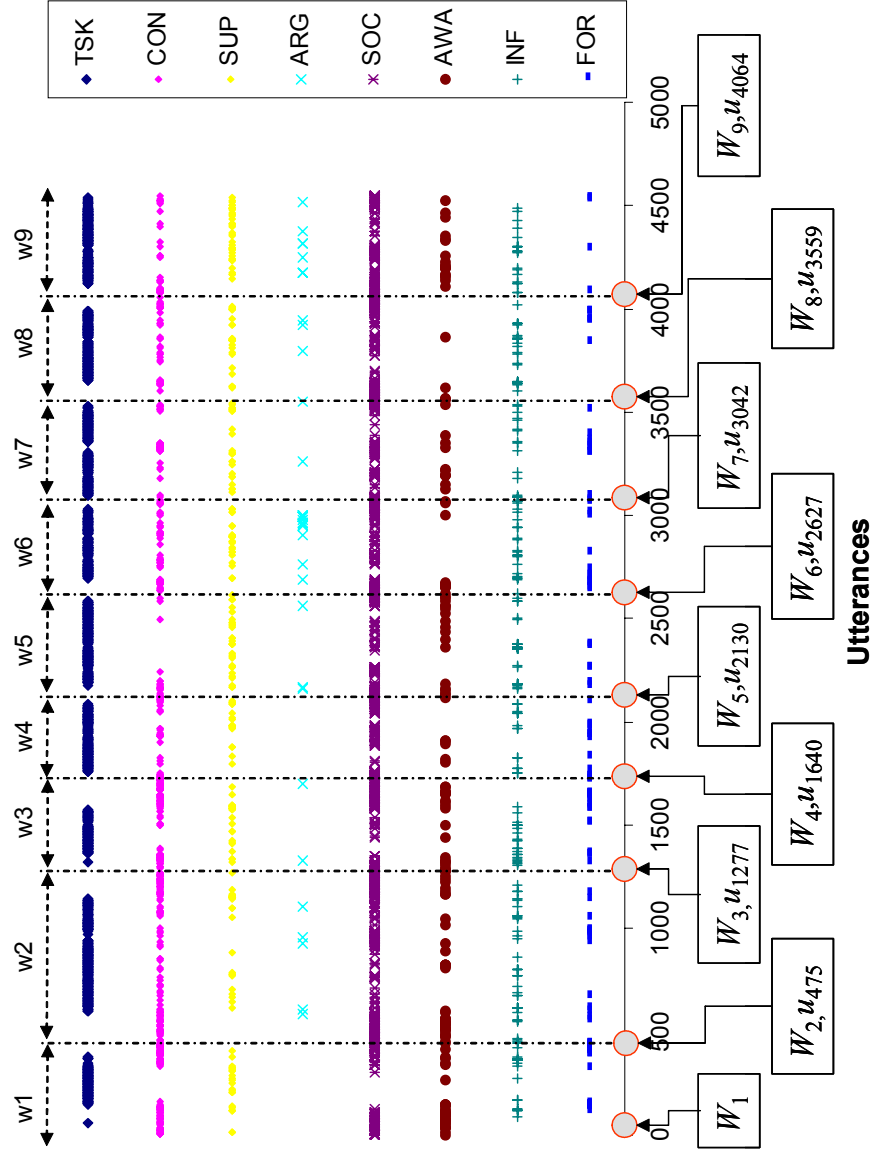 w1
w2
w3
w4
w5
w6
w7
w8
w9
TSK
CON
SUP
ARG
SOC
AWA
INF
FOR
0
500
1000
1500
2000
2500
3000
3500
4000
4500
5000
W₁
W₂,u₄₇₅
W₃,u₁₂₇₇
W₄,u₁₆₄₀
W₅,u₂₁₃₀
W₆,u₂₆₂₇
W₇,u₃₀₄₂
W₈,u₃₅₅₉
W₉,u₄₀₆₄
Utterances